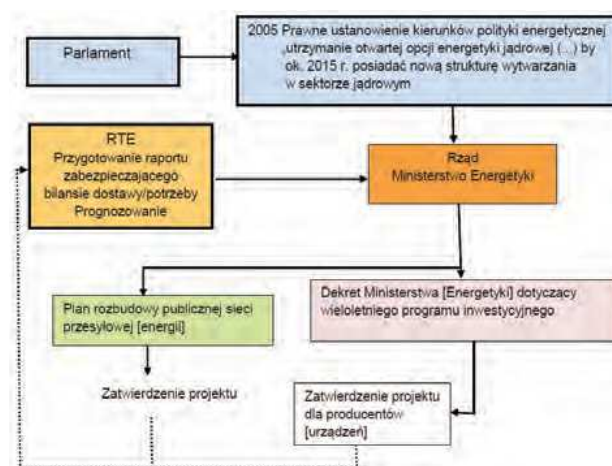 Parlament
2005 Prawne ustanowienie kierunków polityki energetycznej
„utrzymanie otwartej opcji energetyki jądrowej (...) by
ok. 2015 r. posiadać nową strukturę wytwarzania
w sektorze jądrowym
RTE
Przygotowanie raportu
zabezpieczajacego
bilansie dostawy/potrzeby
Prognozowanie
Rząd
Ministerstwo Energetyki
Plan rozbudowy publicznej sieci
przesyłowej [energii]
Dekret Ministerstwa [Energetyki] dotyczący
wieloletniego programu inwestycyjnego
Zatwierdzenie projektu
Zatwierdzenie projektu
dla producentów
[urządzeń]